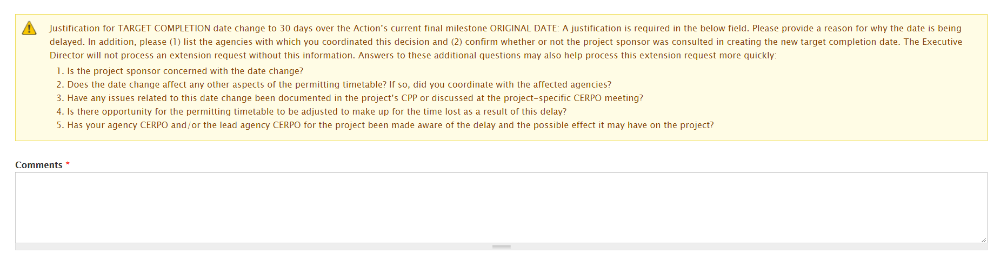 Justification for TARGET COMPLETION date change to 30 days over the Action’s current final milestone ORIGINAL DATE: A justification is required in the below field. Please provide a reason for why the date is being
delayed. In addition, please (1) list the agencies with which you coordinated this decision and (2) confirm whether or not the project sponsor was consulted in creating the new target completion date. The Executive
Director will not process an extension request without this information. Answers to these additional questions may also help process this extension request more quickly:
1. Is the project sponsor concerned with the date change?
2. Does the date change affect any other aspects of the permitting timetable? If so, did you coordinate with the affected agencies?
3. Have any issues related to this date change been documented in the project’s CPP or discussed at the project-specific CERPO meeting?
4. Is there opportunity for the permitting timetable to be adjusted to make up for the time lost as a result of this delay?
5. Has your agency CERPO and/or the lead agency CERPO for the project been made aware of the delay and the possible effect it may have on the project?
Comments *